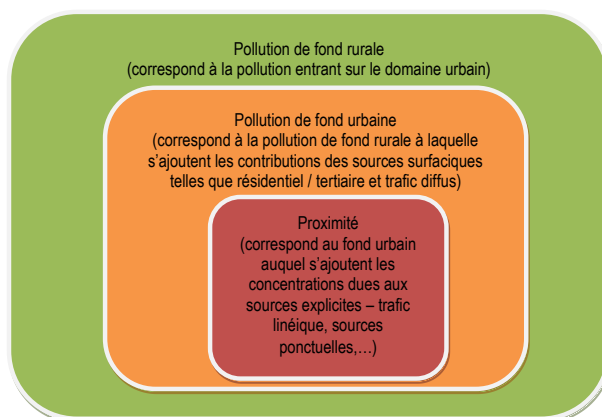 Pollution de fond rurale
(correspond à la pollution entrant sur le domaine urbain)
Pollution de fond urbaine
(correspond à la pollution de fond rurale à laquelle
s'ajoutent les contributions des sources surfaciques
telles que résidentiel / tertiaire et trafic diffus)
Proximité
(correspond au fond urbain
auquel s'ajoutent les
concentrations dues aux
sources explicites – trafic
linéique, sources
ponctuelles,...)